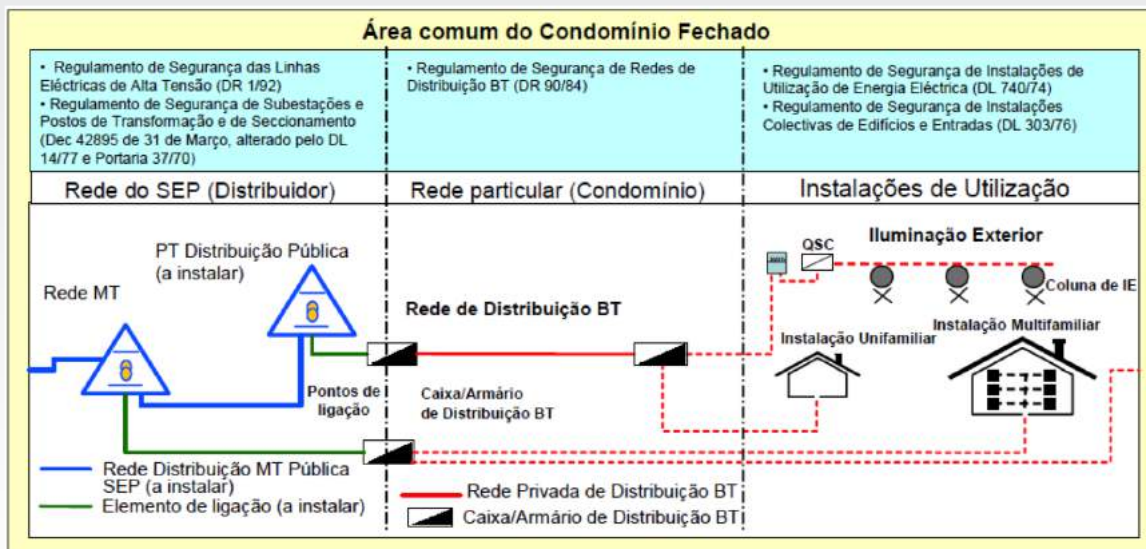 Área comum do Condomínio Fechado
• Regulamento de Segurança das Linhas
Eléctricas de Alta Tensão (DR 1/92)
• Regulamento de Segurança de Subestações e
Postos de Transformação e de Seccionamento
(Dec 42895 de 31 de Março, alterado pelo DL
14/77 e Portaria 37/70)
• Regulamento de Segurança de Redes de
Distribuição BT (DR 90/84)
• Regulamento de Segurança de Instalações de
Utilização de Energia Eléctrica (DL 740/74)
• Regulamento de Segurança de Instalações
Colectivas de Edifícios e Entradas (DL 303/76)
Rede do SEP (Distribuidor)
Rede particular (Condomínio)
Instalações de Utilização
PT Distribuição Pública
(a instalar)
Rede MT
Rede de Distribuição BT
QSC
Iluminação Exterior
Coluna de IE
Instalação Unifamiliar
Instalação Multifamiliar
Pontos de
ligação
Caixa/Armário
de Distribuição BT
Rede Distribuição MT Pública
SEP (a instalar)
Elemento de ligação (a instalar)
Rede Privada de Distribuição BT
Caixa/Armário de Distribuição BT